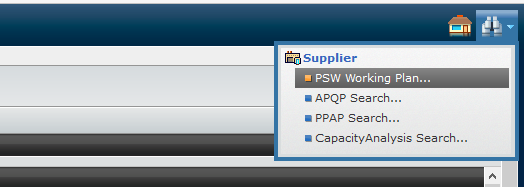 Supplier
PSW Working Plan...
APQP Search...
PPAP Search...
CapacityAnalysis Search...